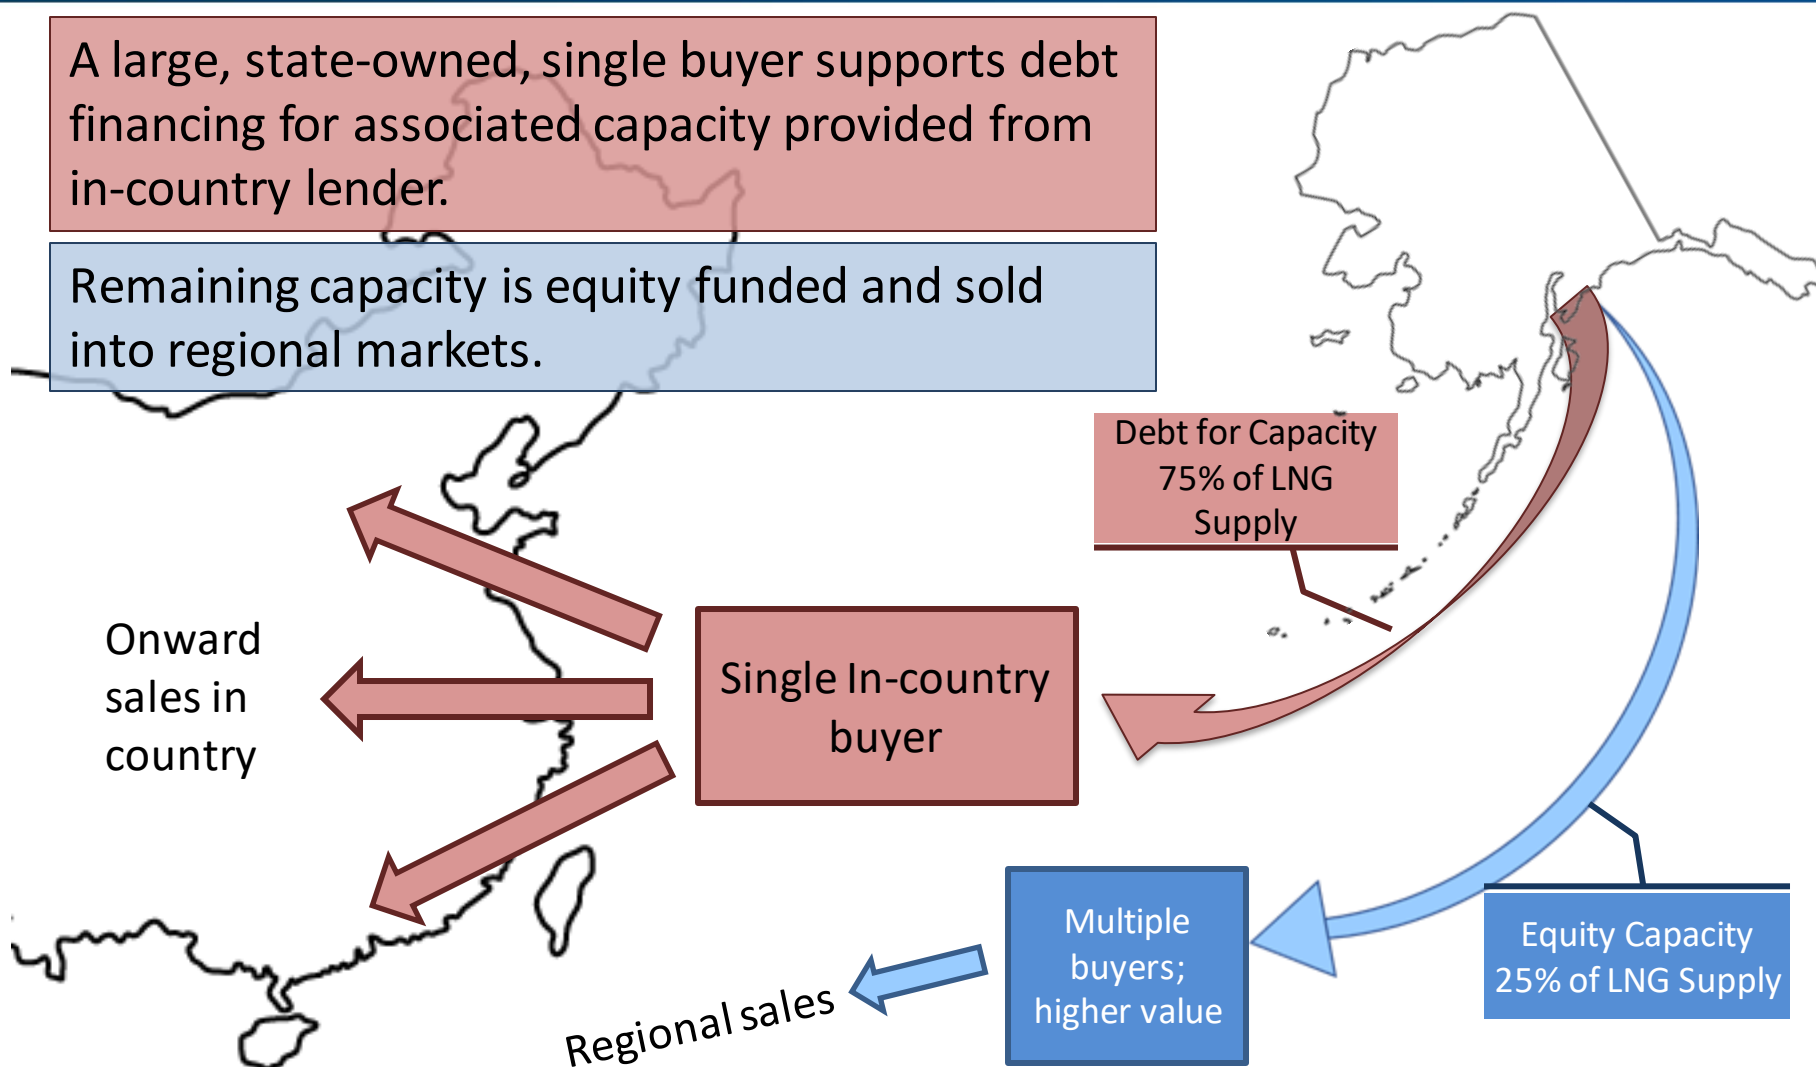 A large, state-owned, single buyer supports debt
financing for associated capacity provided from
in-country lender.
Remaining capacity is equity funded and sold
into regional markets.
Debt for Capacity
75% of LNG
Supply
Onward
sales in
country
Single In-country
buyer
Multiple
buyers;
higher value
Equity Capacity
25% of LNG Supply
Regional sales